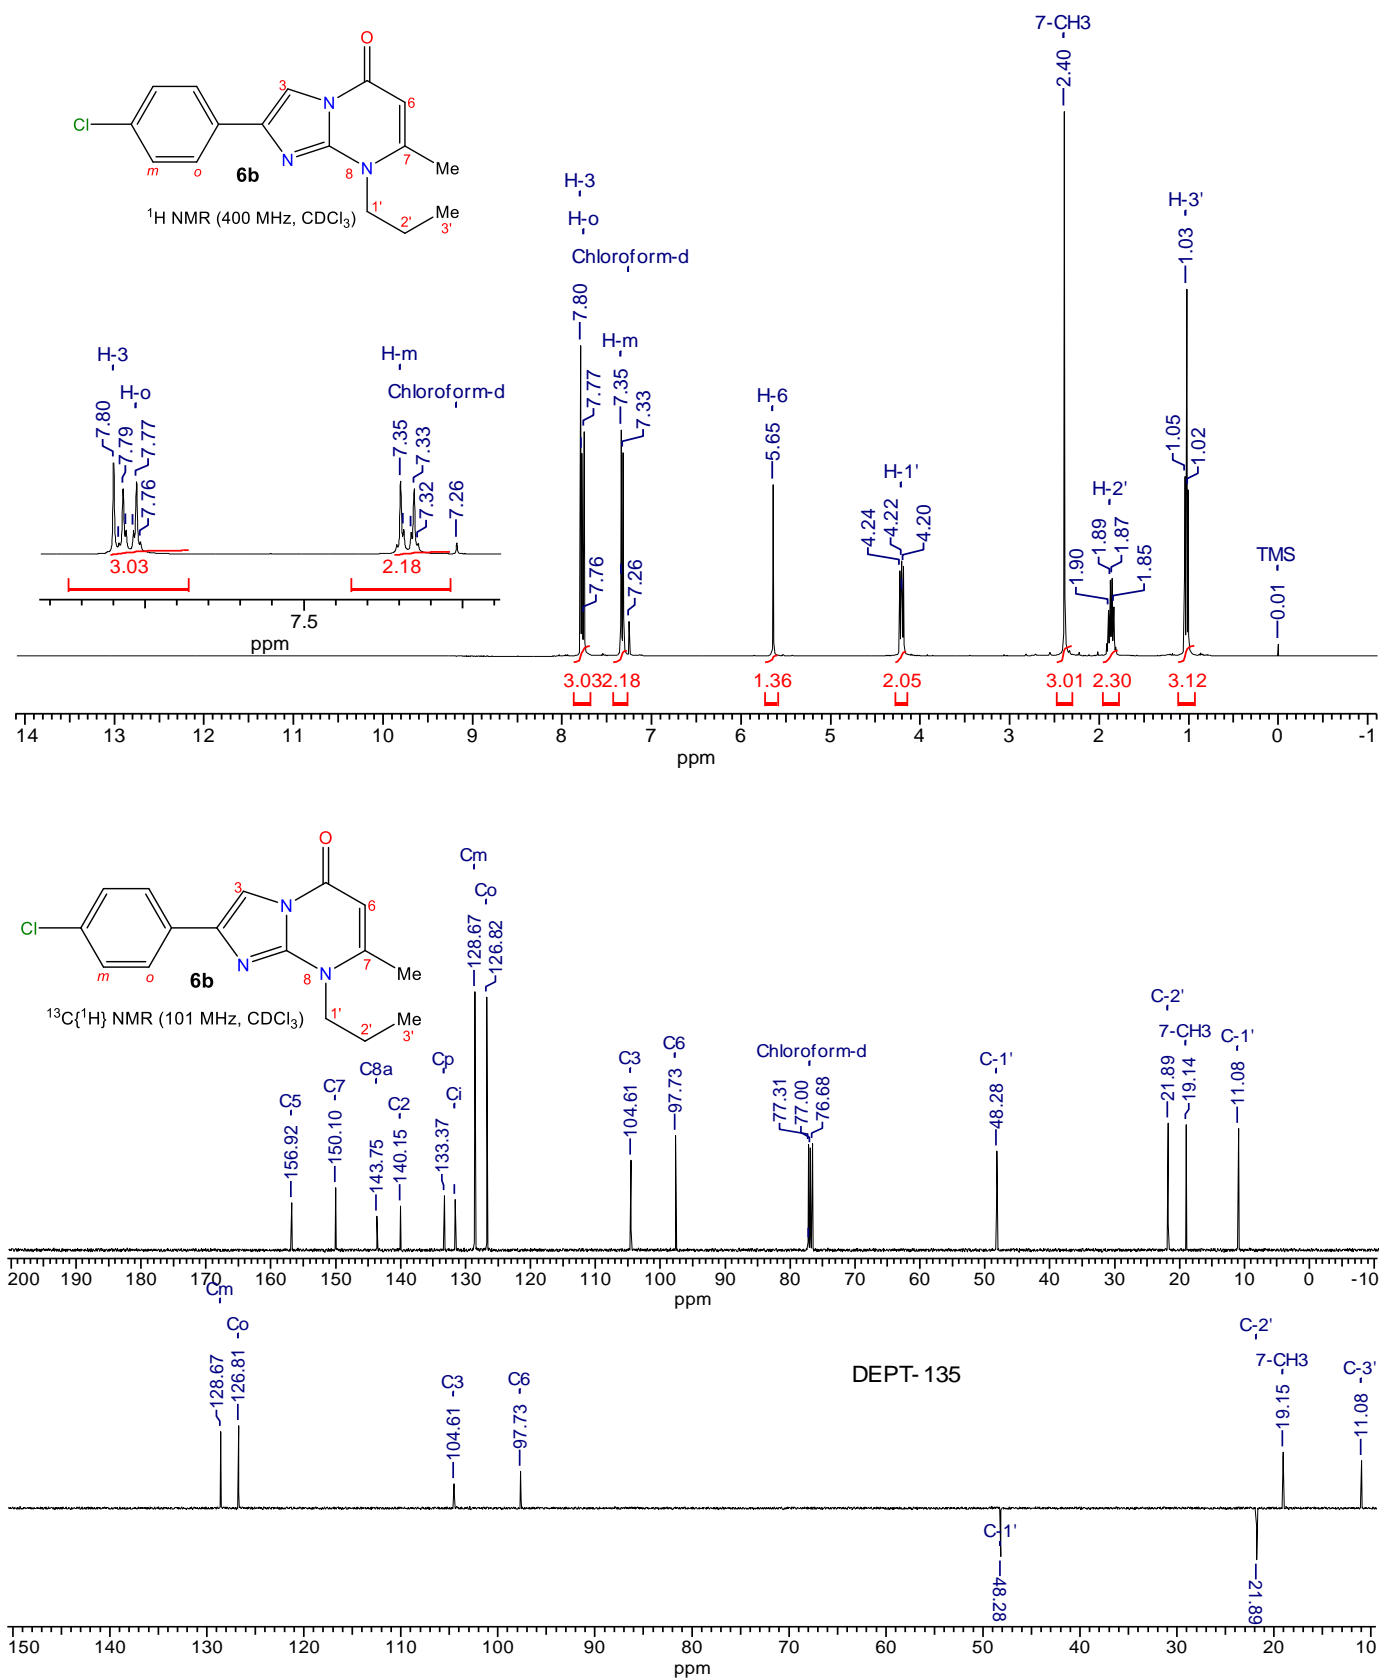 O
3
N
6
Cl
m
o
N
N
8
7
Me
6b
1'
2'
Me
3'
¹H NMR (400 MHz, CDCl₃)
7-CH3
2.40
H-3
H-o
Chloroform-d
7.80
7.77
7.76
H-m
7.35
7.33
7.26
H-6
5.65
H-1'
4.24
4.22
4.20
H-2'
1.90
1.89
1.87
1.85
H-3'
1.05
1.03
1.02
TMS
0.01
H-3
H-o
7.80
7.79
7.77
7.76
H-m
Chloroform-d
7.35
7.33
7.32
7.26
3.03
2.18
7.5
ppm
3.03 2.18 1.36 2.05 3.01 2.30 3.12
14 13 12 11 10 9 8 7 6 5 4 3 2 1 0 -1
ppm
O
3
N
6
Cl
m
o
N
N
8
7
Me
6b
1'
2'
Me
3'
¹³C{¹H} NMR (101 MHz, CDCl₃)
C5
156.92
C7
150.10
C8a
143.75
C2
140.15
Cp
133.37
Ci
Cm
128.67
Co
126.82
C3
104.61
C6
97.73
Chloroform-d
77.31
77.00
76.68
C-1'
48.28
C-2'
21.89
7-CH3
19.14
C-1'
11.08
200 190 180 170 160 150 140 130 120 110 100 90 80 70 60 50 40 30 20 10 0 -10
ppm
Cm
128.67
Co
126.81
C3
104.61
C6
97.73
DEPT-135
C-1'
48.28
C-2'
21.89
7-CH3
19.15
C-3'
11.08
150 140 130 120 110 100 90 80 70 60 50 40 30 20 10
ppm